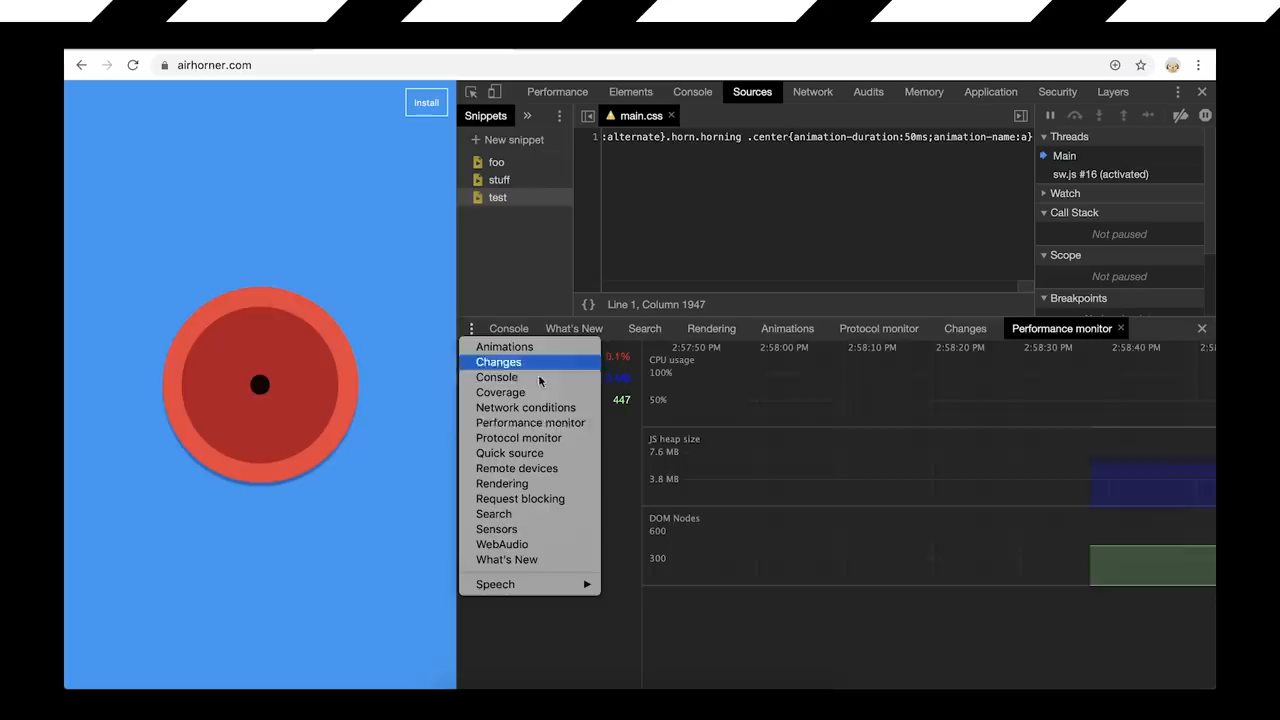 airhorner.com
Install
Performance Elements Console Sources Network Audits Memory Application Security Layers
Snippets » main.css ×
+ New snippet
foo
stuff
test
1 :alternate}.horn.horning .center{animation-duration:50ms;animation-name:a}
Threads
Main
sw.js #16 (activated)
Watch
Call Stack
Not paused
Scope
Not paused
Breakpoints
{} Line 1, Column 1947
Console What's New Search Rendering Animations Protocol monitor Changes Performance monitor ×
Animations
Changes
Console
Coverage
Network conditions
Performance monitor
Protocol monitor
Quick source
Remote devices
Rendering
Request blocking
Search
Sensors
WebAudio
What's New
Speech
447
2:57:50 PM 2:58:00 PM 2:58:10 PM 2:58:20 PM 2:58:30 PM 2:58:40 PM
CPU usage
100%
50%
JS heap size
7.6 MB
3.8 MB
DOM Nodes
600
300